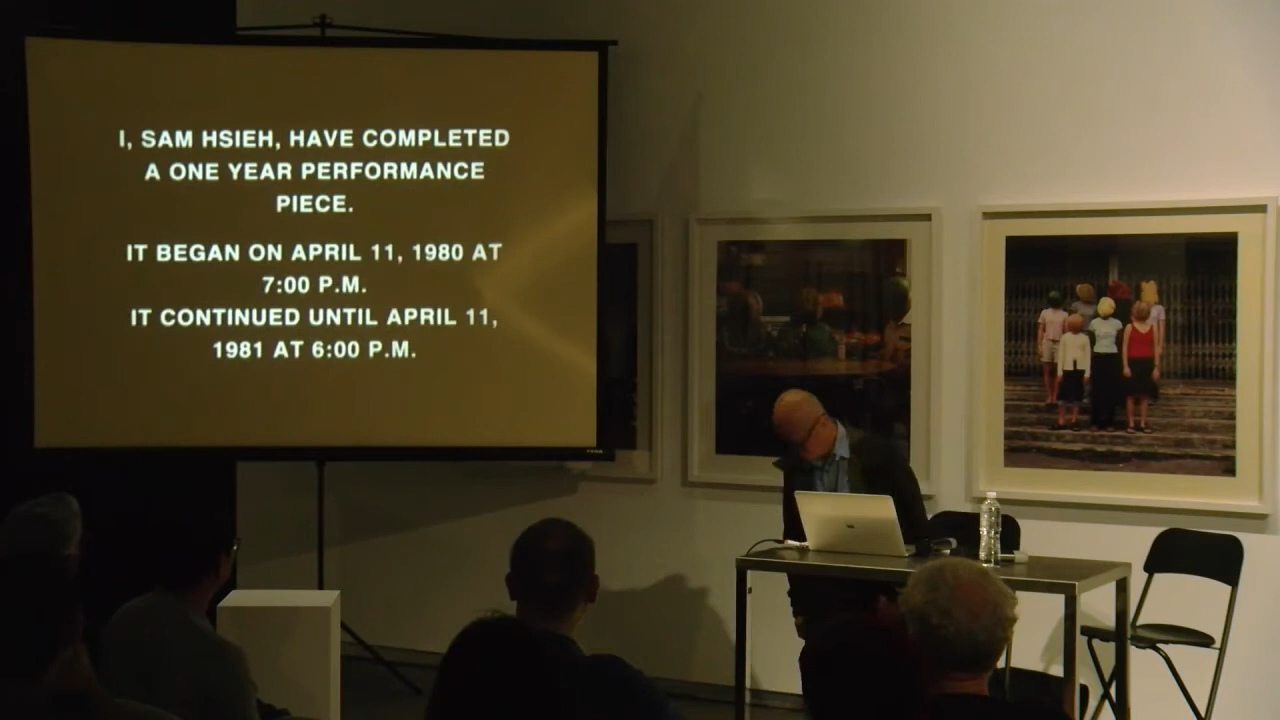 I, SAM HSIEH, HAVE COMPLETED
A ONE YEAR PERFORMANCE
PIECE.
IT BEGAN ON APRIL 11, 1980 AT
7:00 P.M.
IT CONTINUED UNTIL APRIL 11,
1981 AT 6:00 P.M.